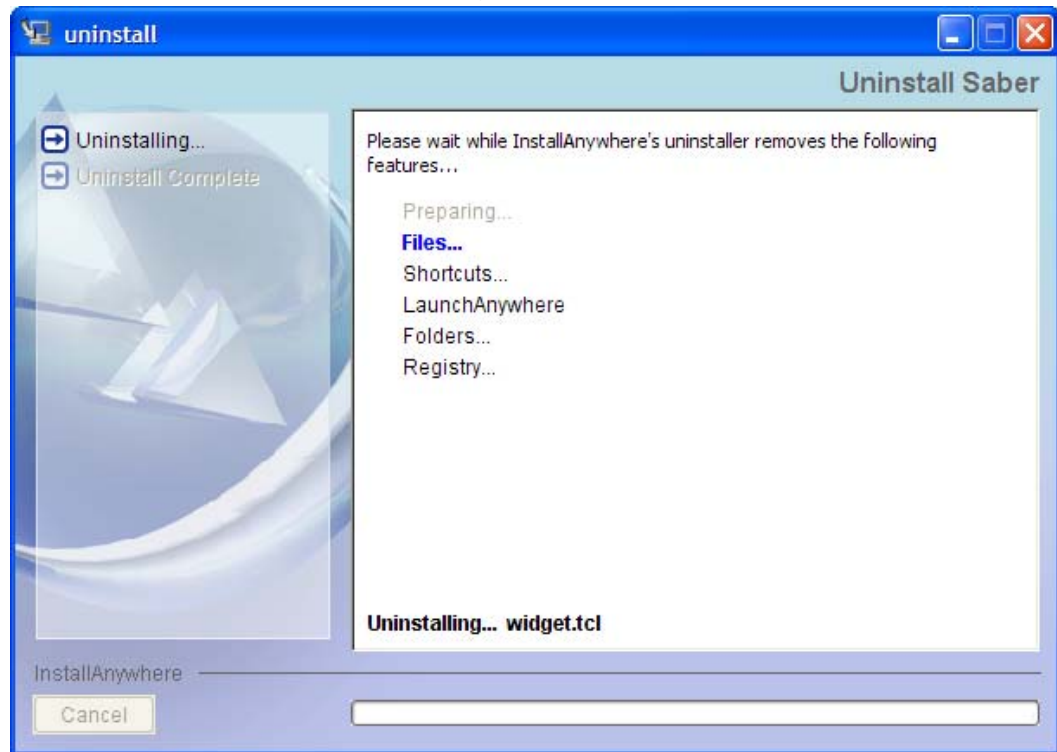 uninstall
Uninstall Saber
Uninstalling...
Uninstall Complete
Please wait while InstallAnywhere's uninstaller removes the following
features...
Preparing...
Files...
Shortcuts...
LaunchAnywhere
Folders...
Registry...
Uninstalling... widget.tcl
InstallAnywhere
Cancel